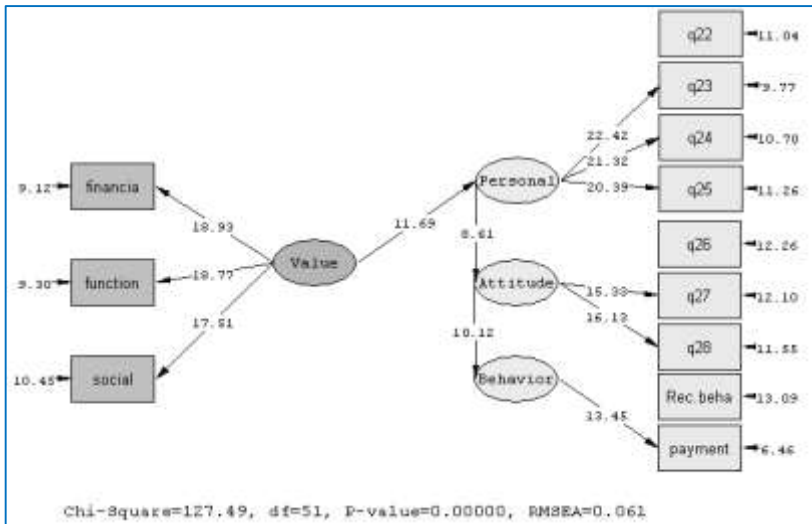 q22
11.04
q23
9.77
22.42
q24
10.70
21.32
financia
9.12
Personal
20.39
q25
11.26
18.93
11.69
8.61
q26
12.26
Value
function
9.30
18.77
Attitude
15.33
q27
12.10
17.51
10.12
16.13
q28
11.55
social
10.45
Behavior
Rec.beha
13.09
13.45
payment
6.46
Chi-Square=127.49, df=51, P-value=0.00000, RMSEA=0.061